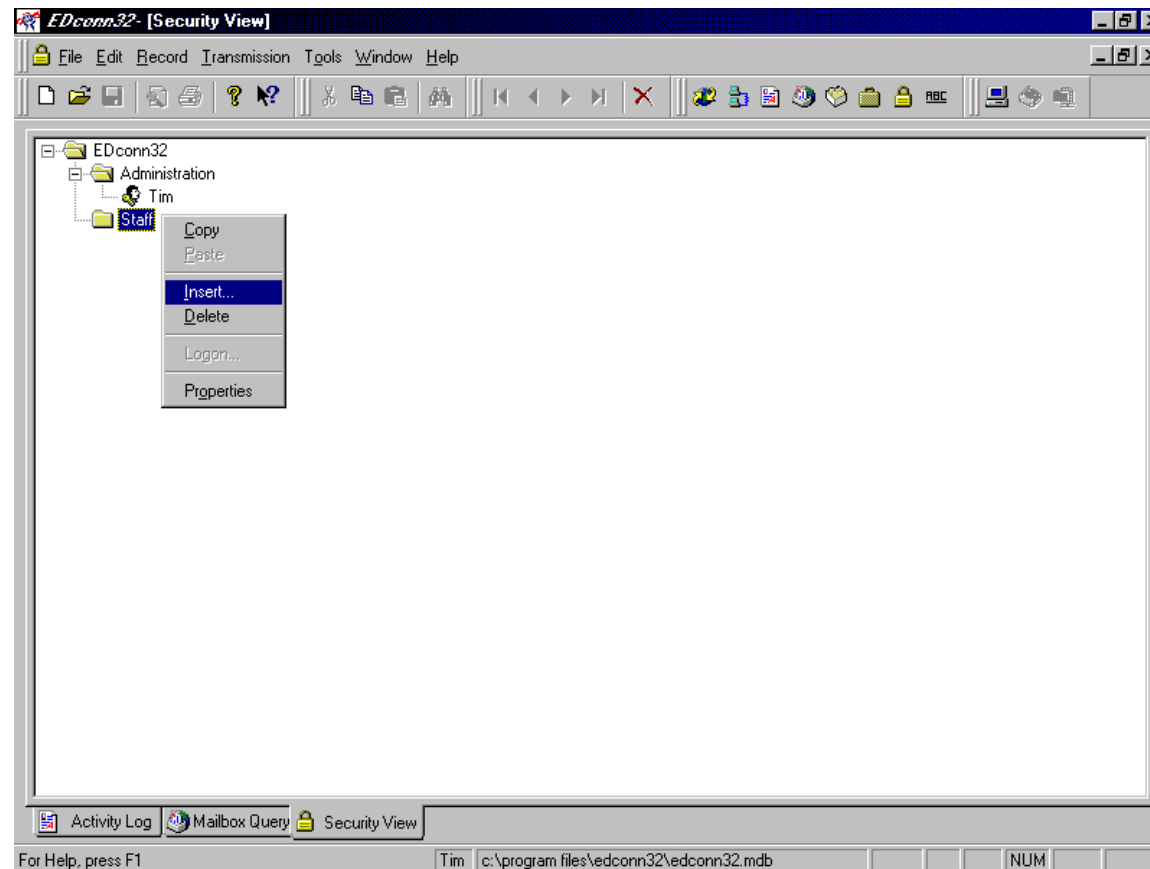 EDconn32- [Security View]
File Edit Record Transmission Tools Window Help
ABC
EDconn32
Administration
Tim
Staff
Copy
Paste
Insert...
Delete
Logon...
Properties
Activity Log Mailbox Query Security View
For Help, press F1 Tim c:\program files\edconn32\edconn32.mdb NUM